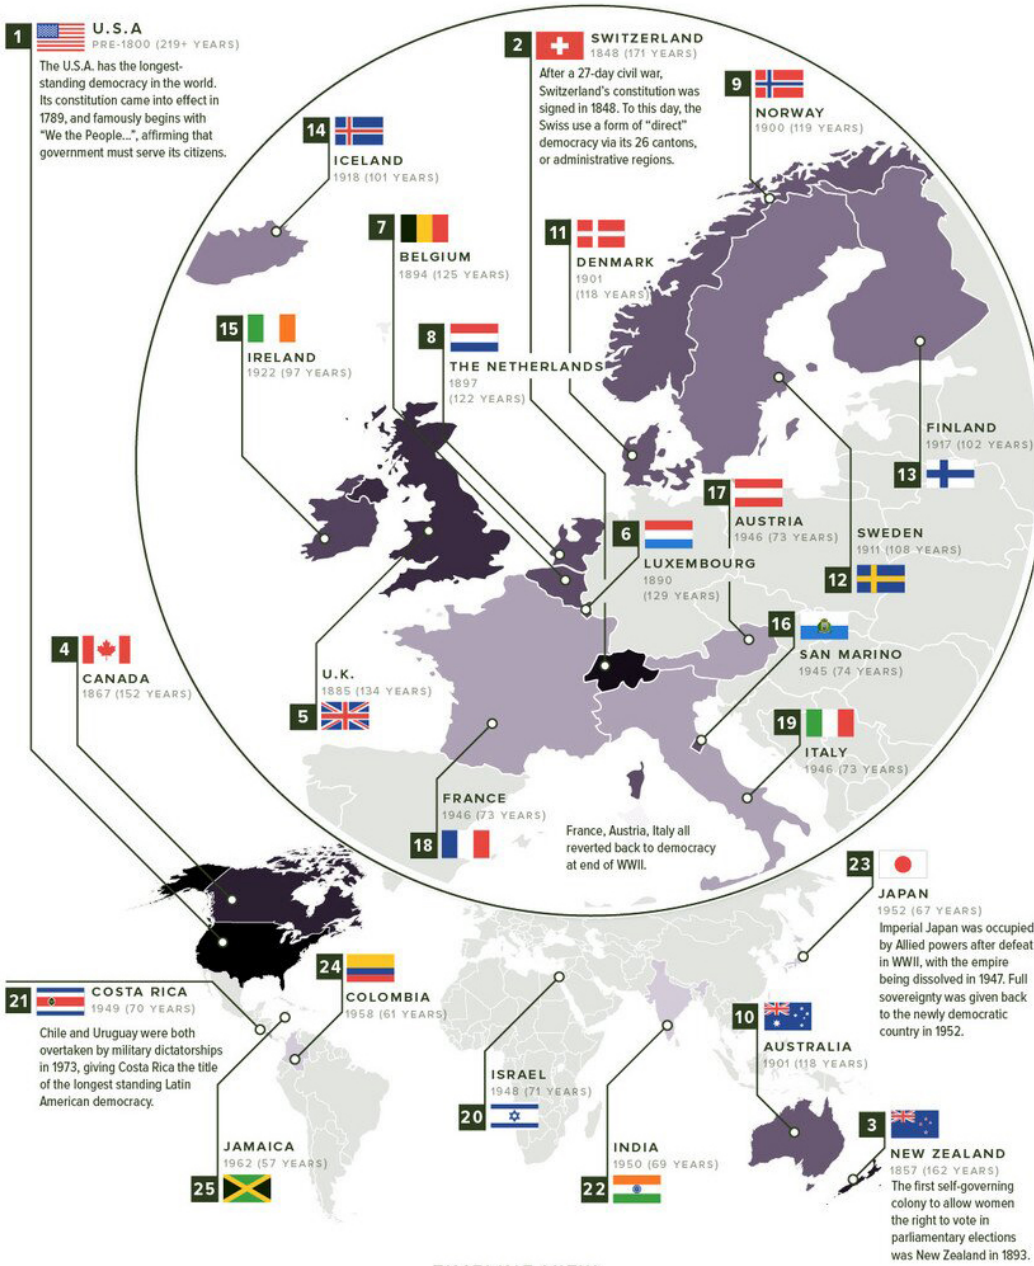 1
U.S.A
PRE-1800 (219+ YEARS)
The U.S.A. has the longest-
standing democracy in the world.
Its constitution came into effect in
1789, and famously begins with
“We the People...”, affirming that
government must serve its citizens.
2
SWITZERLAND
1848 (171 YEARS)
After a 27-day civil war,
Switzerland's constitution was
signed in 1848. To this day, the
Swiss use a form of “direct”
democracy via its 26 cantons,
or administrative regions.
9
NORWAY
1900 (119 YEARS)
14
ICELAND
1918 (101 YEARS)
7
BELGIUM
1894 (125 YEARS)
11
DENMARK
1901
(118 YEARS)
15
IRELAND
1922 (97 YEARS)
8
THE NETHERLANDS
1897
(122 YEARS)
FINLAND
1917 (102 YEARS)
13
17
AUSTRIA
1946 (73 YEARS)
6
LUXEMBOURG
1890
(129 YEARS)
SWEDEN
1911 (108 YEARS)
12
16
SAN MARINO
1945 (74 YEARS)
4
CANADA
1867 (152 YEARS)
U.K.
1885 (134 YEARS)
5
19
ITALY
1946 (73 YEARS)
FRANCE
1946 (73 YEARS)
18
France, Austria, Italy all
reverted back to democracy
at end of WWII.
23
JAPAN
1952 (67 YEARS)
Imperial Japan was occupied
by Allied powers after defeat
in WWII, with the empire
being dissolved in 1947. Full
sovereignty was given back
to the newly democratic
country in 1952.
24
COLOMBIA
1958 (61 YEARS)
21
COSTA RICA
1949 (70 YEARS)
Chile and Uruguay were both
overtaken by military dictatorships
in 1973, giving Costa Rica the title
of the longest standing Latin
American democracy.
10
AUSTRALIA
1901 (118 YEARS)
ISRAEL
1948 (71 YEARS)
20
JAMAICA
1962 (57 YEARS)
25
INDIA
1950 (69 YEARS)
22
3
NEW ZEALAND
1857 (162 YEARS)
The first self-governing
colony to allow women
the right to vote in
parliamentary elections
was New Zealand in 1893.